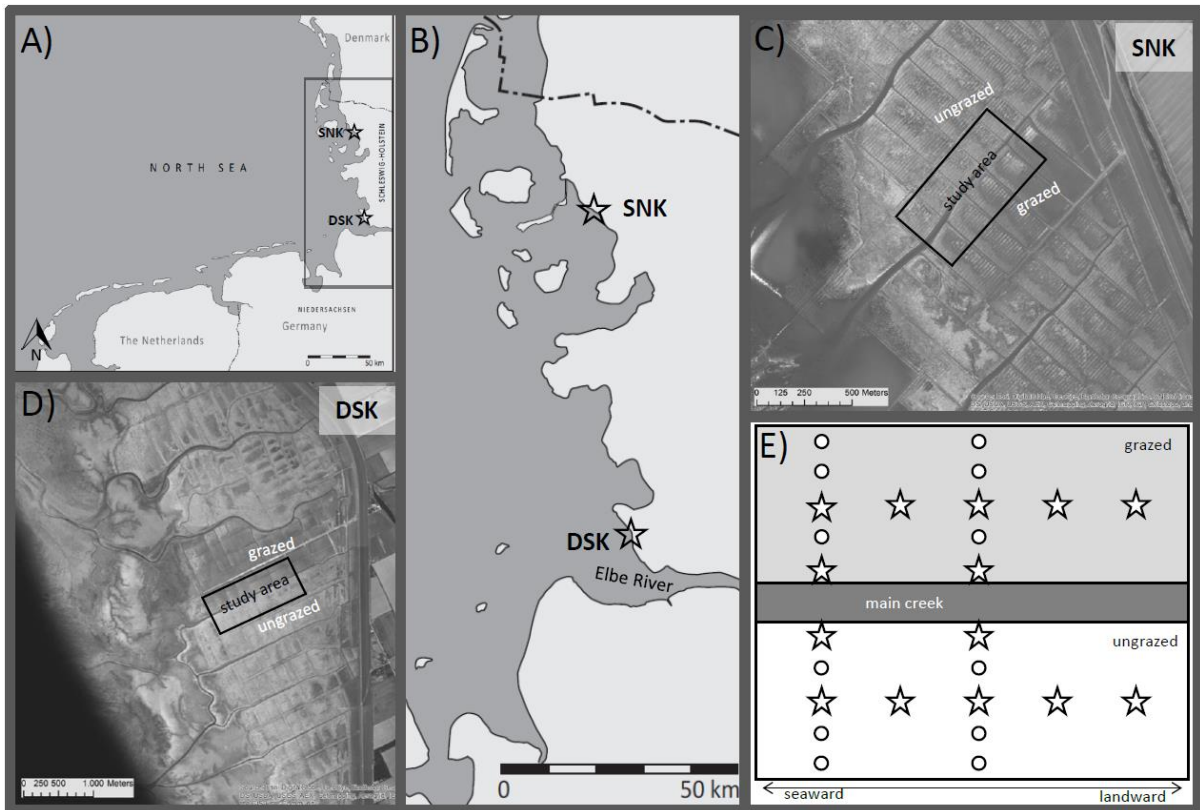 A)
Denmark
SNK
NORTH SEA
SCHLESWIG-HOLSTEIN
DSK
NIEDERSACHSEN
Germany
The Netherlands
N
0 50 km
B)
SNK
DSK
Elbe River
0 50 km
C)
SNK
ungrazed
study area
grazed
0 125 250 500 Meters
D)
DSK
grazed
study area
ungrazed
0 250 500 1.000 Meters
E)
grazed
main creek
ungrazed
seaward
landward